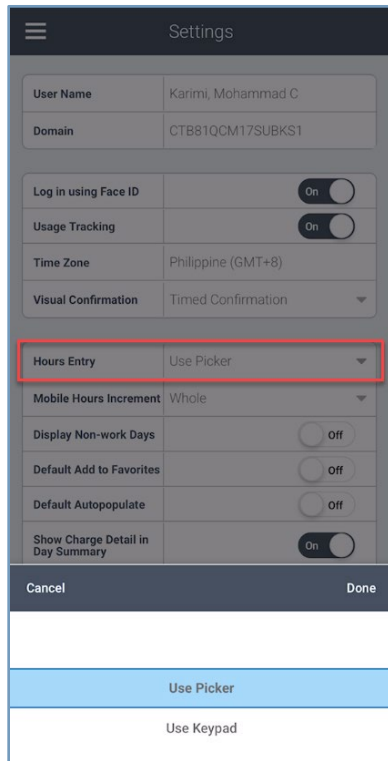 Settings
User Name Karimi, Mohammad C
Domain CTB81QCM17SUBKS1
Log in using Face ID On
Usage Tracking On
Time Zone Philippine (GMT+8)
Visual Confirmation Timed Confirmation
Hours Entry Use Picker
Mobile Hours Increment Whole
Display Non-work Days Off
Default Add to Favorites Off
Default Autopopulate Off
Show Charge Detail in
Day Summary On
Cancel Done
Use Picker
Use Keypad